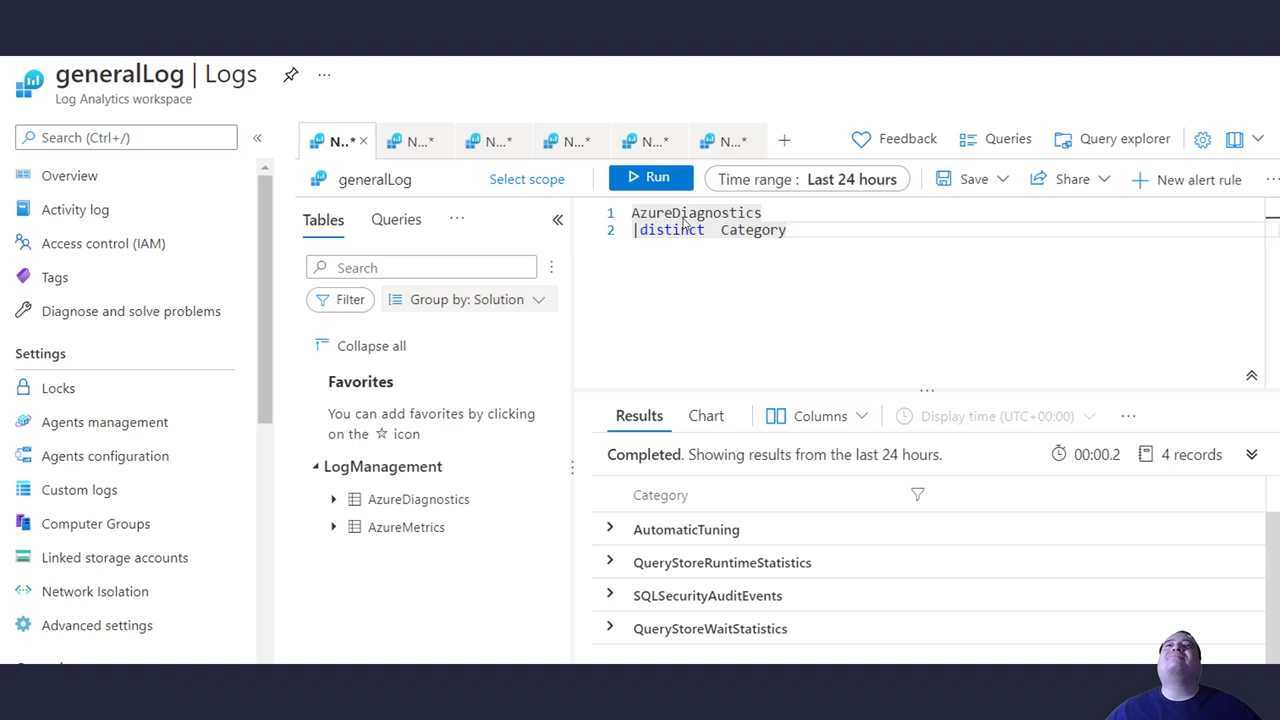 generalLog | Logs
...
Log Analytics workspace
Search (Ctrl+/)
«
Overview
Activity log
Access control (IAM)
Tags
Diagnose and solve problems
Settings
Locks
Agents management
Agents configuration
Custom logs
Computer Groups
Linked storage accounts
Network Isolation
Advanced settings
N..* ×
N...*
N...*
N...*
N...*
N...*
+
Feedback
Queries
Query explorer
generalLog
Select scope
Run
Time range : Last 24 hours
Save
Share
New alert rule
...
Tables
Queries
...
«
Search
Filter
Group by: Solution
Collapse all
Favorites
You can add favorites by clicking
on the ☆ icon
LogManagement
AzureDiagnostics
AzureMetrics
1 AzureDiagnostics
2 |distinct  Category
Results
Chart
Columns
Display time (UTC+00:00)
...
Completed. Showing results from the last 24 hours.
00:00.2
4 records
Category
AutomaticTuning
QueryStoreRuntimeStatistics
SQLSecurityAuditEvents
QueryStoreWaitStatistics